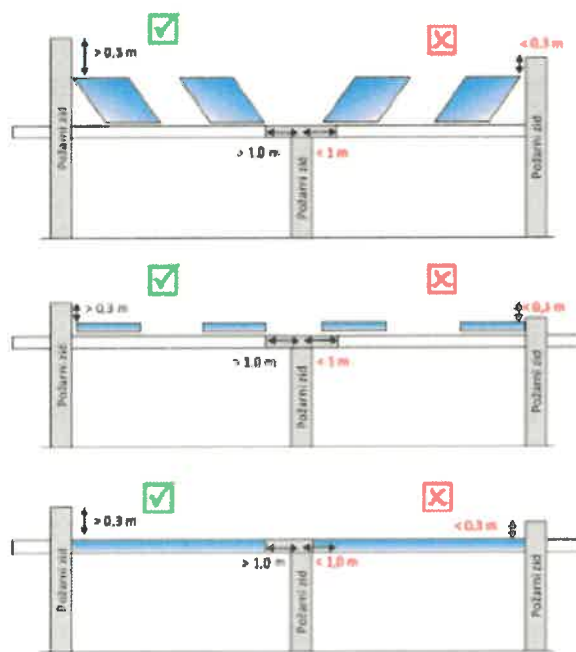 > 0,3 m
< 0,3 m
Požarni zid
Požarni zid
Požarni zid
> 1.0 m
< 1 m
> 0,3 m
< 0,3 m
Požarni zid
Požarni zid
Požarni zid
> 1.0 m
< 1 m
> 0.3 m
< 0,3 m
Požarni zid
Požarni zid
Požarni zid
> 1,0 m
< 1,0 m